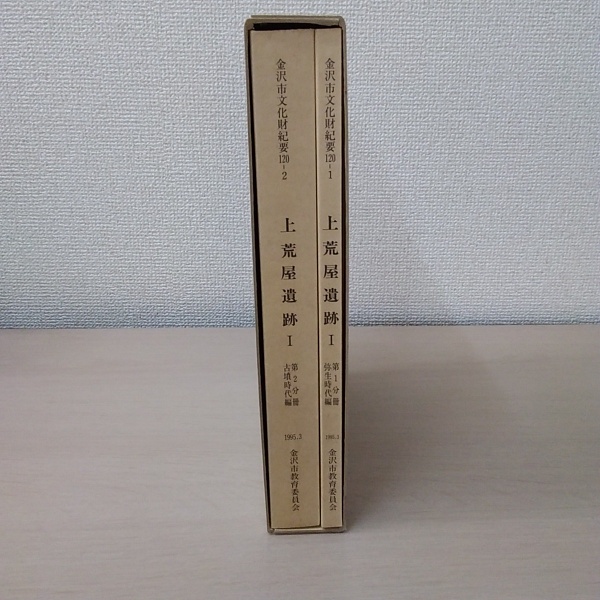 金沢市文化財紀要120-1
上荒屋遺跡 I
第1分冊
弥生時代編
1995.3
金沢市教育委員会
金沢市文化財紀要120-2
上荒屋遺跡 I
第2分冊
古墳時代編
1995.3
金沢市教育委員会